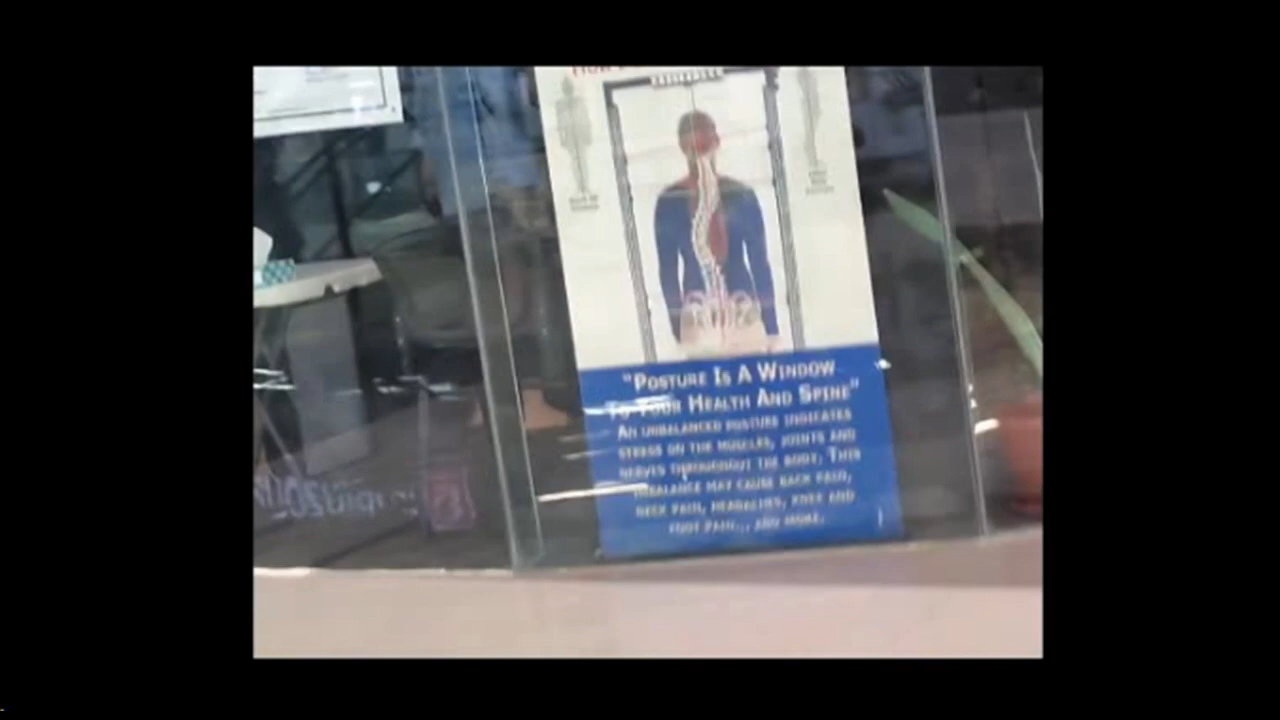 "Posture Is A Window
To Your Health And Spine"
An unbalanced posture indicates
stress on the muscles, joints and
nerves throughout the body. This
imbalance may cause back pain,
neck pain, headaches, knee and
foot pain... and more.